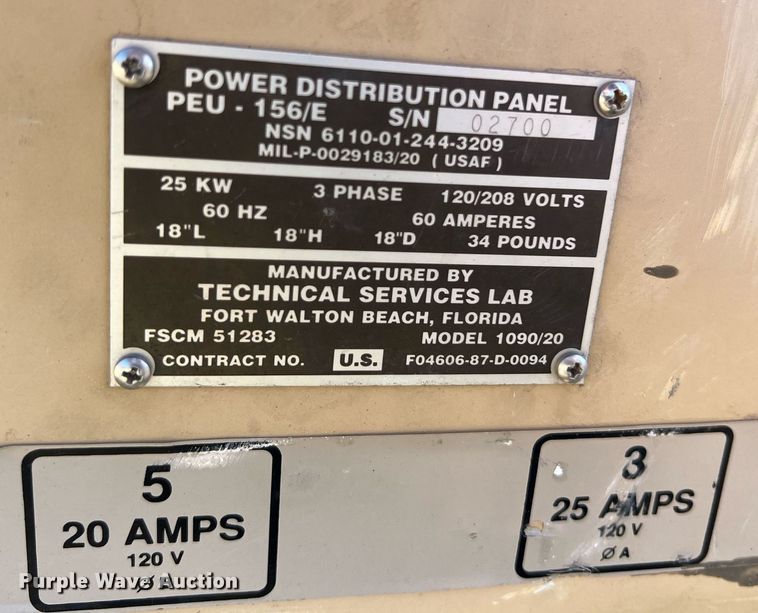 POWER DISTRIBUTION PANEL
PEU - 156/E S/N 02700
NSN 6110-01-244-3209
MIL-P-0029183/20 ( USAF )
25 KW 3 PHASE 120/208 VOLTS
60 HZ 60 AMPERES
18"L 18"H 18"D 34 POUNDS
MANUFACTURED BY
TECHNICAL SERVICES LAB
FORT WALTON BEACH, FLORIDA
FSCM 51283 MODEL 1090/20
CONTRACT NO. U.S. F04606-87-D-0094
5
20 AMPS
120 V
3
25 AMPS
120 V
Ø A
Purple Wave Auction